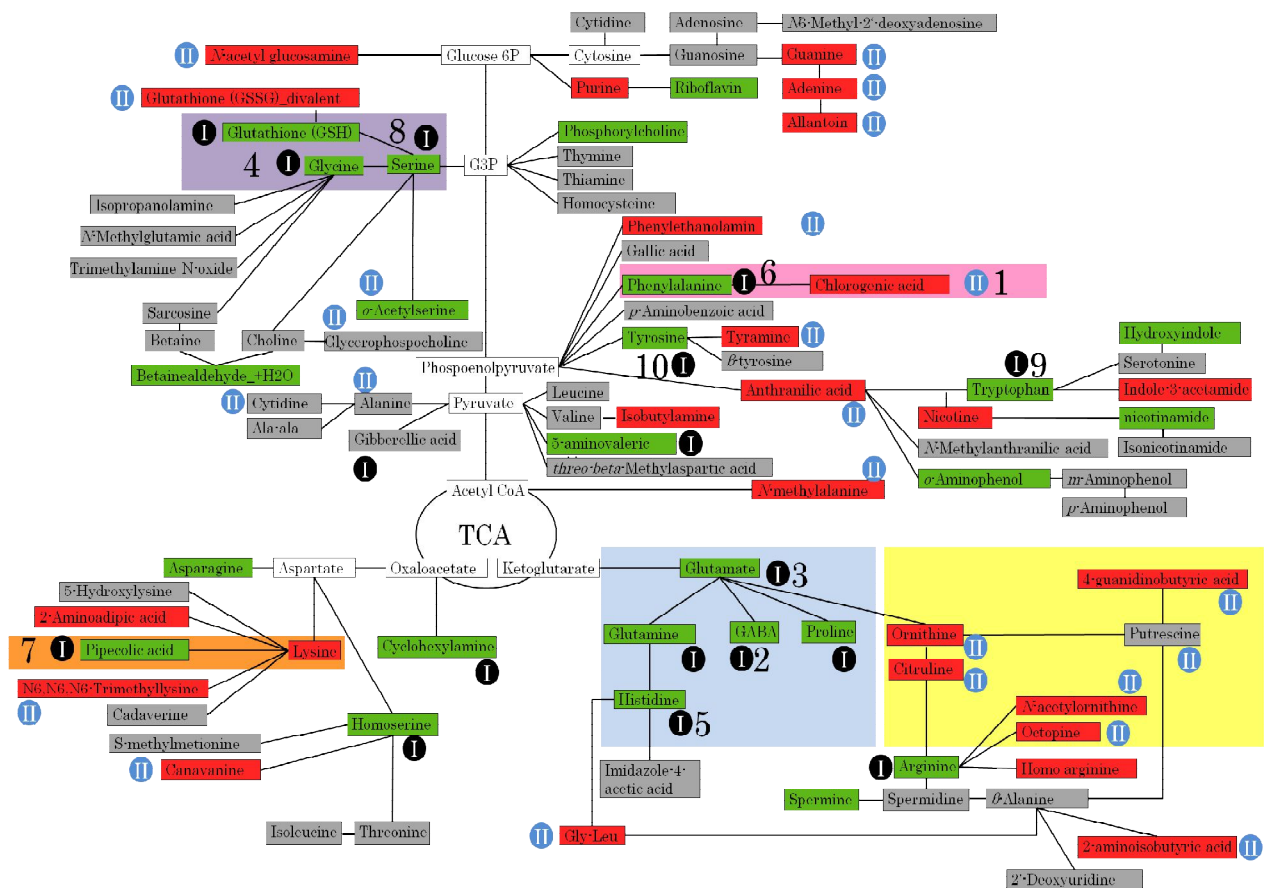 Cytidine
Adenosine
N6-Methyl-2'-deoxyadenosine
II
N-acetyl glucosamine
Glucose 6P
Cytosine
Guanosine
Guanine
II
II
Glutathione (GSSG)_divalent
Purine
Riboflavin
Adenine
II
Allantoin
II
I
Glutathione (GSH)
8
I
Phosphorylcholine
4
I
Glycine
Serine
G3P
Thymine
Thiamine
Homocysteine
Isopropanolamine
N-Methylglutamic acid
Trimethylamine N-oxide
Phenylethanolamin
II
Gallic acid
Phenylalanine
I
6
Chlorogenic acid
II
1
II
o-Acetylserine
p-Aminobenzoic acid
Sarcosine
Betaine
Choline
II
Glycerophospocholine
Tyrosine
Tyramine
II
β-tyrosine
Hydroxyindole
Serotonine
Betainealdehyde_+H2O
Phospoenolpyruvate
10
I
Anthranilic acid
II
I
9
Tryptophan
Indole-3-acetamide
II
Cytidine
II
Alanine
Pyruvate
Leucine
Valine
Isobutylamine
Nicotine
nicotinamide
Ala-ala
Gibberellic acid
I
5-aminovaleric
I
N-Methylanthranilic acid
Isonicotinamide
threo-beta-Methylaspartic acid
II
Acetyl CoA
N-methylalanine
o-Aminophenol
m-Aminophenol
p-Aminophenol
TCA
Asparagine
Aspartate
Oxaloacetate
Ketoglutarate
Glutamate
I
3
5-Hydroxylysine
2-Aminoadipic acid
4-guanidinobutyric acid
II
7
I
Pipecolic acid
Lysine
Cyclohexylamine
I
Glutamine
I
GABA
I
2
Proline
I
Ornithine
II
Putrescine
II
Citruline
II
N6,N6,N6-Trimethyllysine
II
Cadaverine
Histidine
I
5
N-acetylornithine
II
Octopine
II
Homoserine
I
S-methylmetionine
II
Canavanine
Imidazole-4-
acetic acid
I
Arginine
Homo arginine
Spermine
Spermidine
β-Alanine
Isoleucine
Threonine
II
Gly-Leu
2-aminoisobutyric acid
II
2'-Deoxyuridine